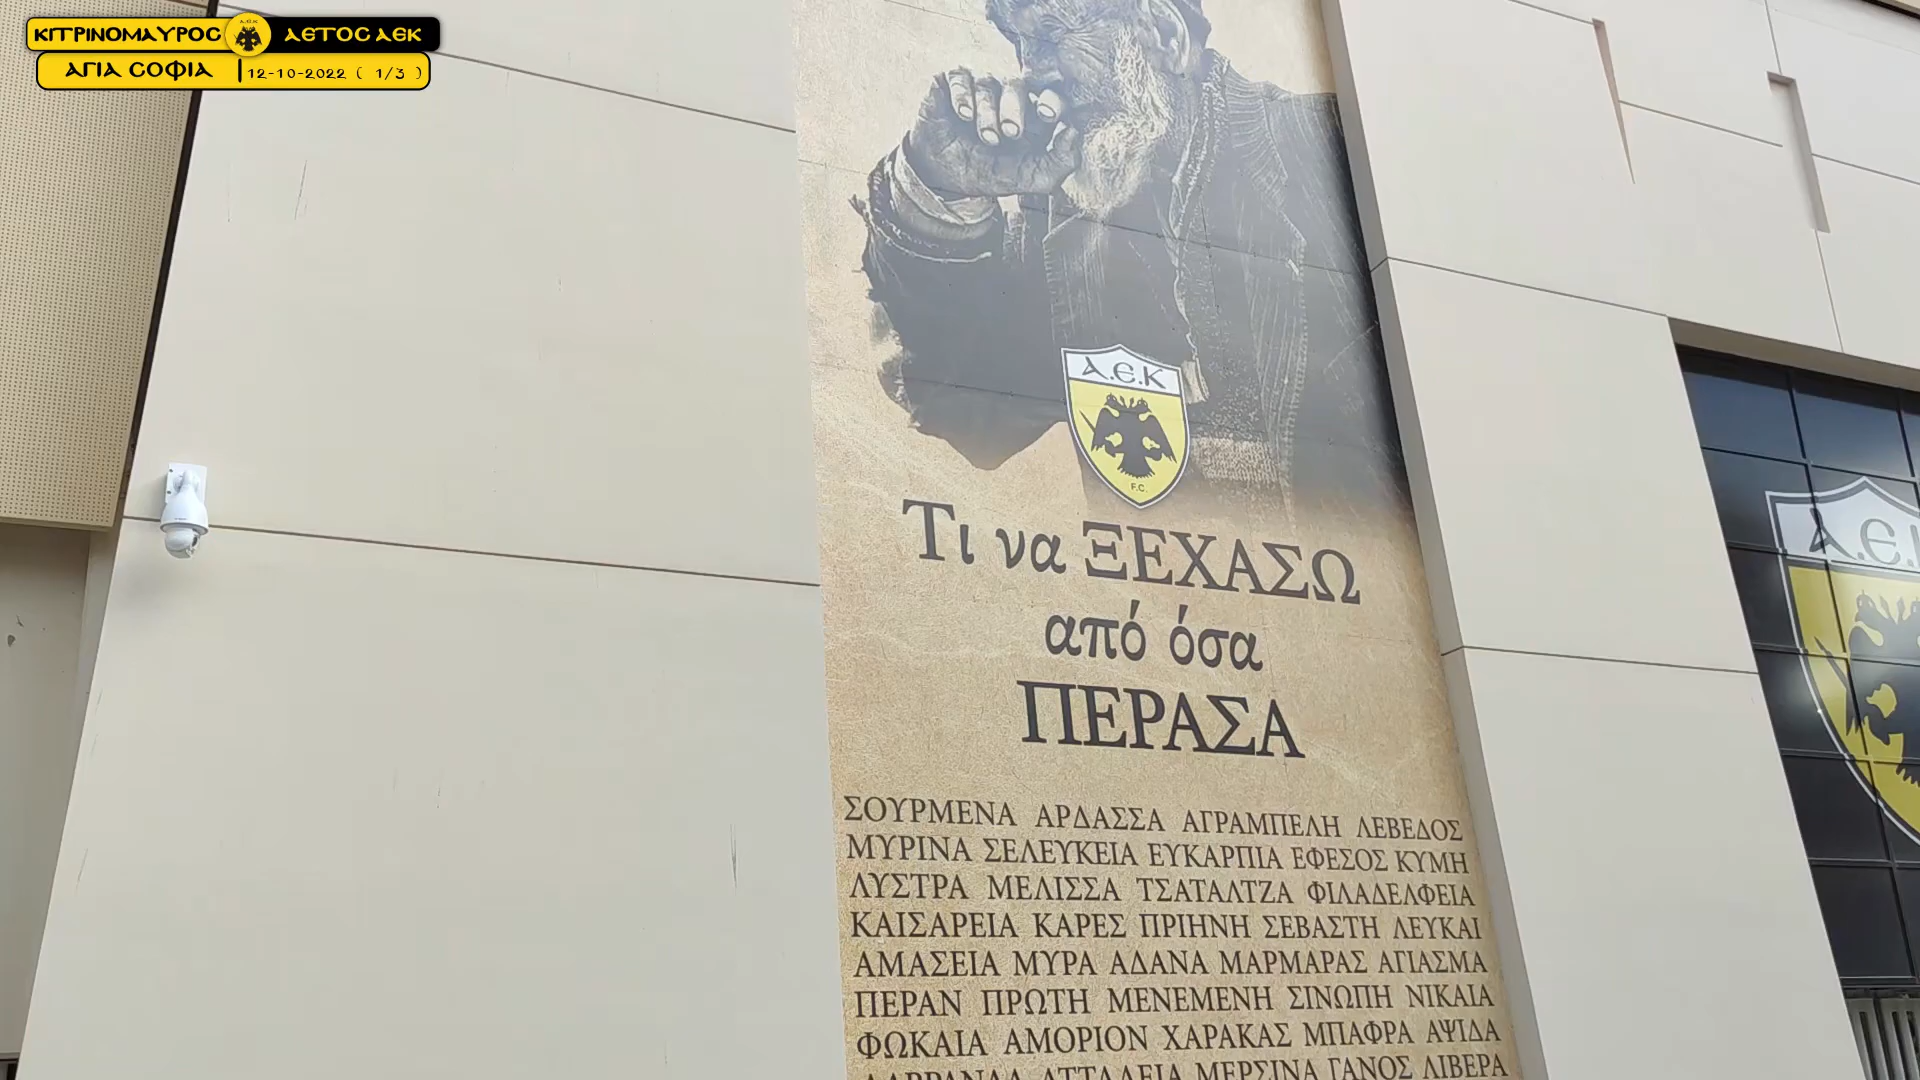 ΚΙΤΡΙΝΟΜΑΥΡΟΣ ΑΕΤΟΣ ΑΕΚ
ΑΓΙΑ ΣΟΦΙΑ | 12-10-2022 ( 1/3 )
Α.Ε.Κ
F.C.
Τι να ΞΕΧΑΣΩ
από όσα
ΠΕΡΑΣΑ
ΣΟΥΡΜΕΝΑ ΑΡΔΑΣΣΑ ΑΓΡΑΜΠΕΛΗ ΛΕΒΕΔΟΣ
ΜΥΡΙΝΑ ΣΕΛΕΥΚΕΙΑ ΕΥΚΑΡΠΙΑ ΕΦΕΣΟΣ ΚΥΜΗ
ΛΥΣΤΡΑ ΜΕΛΙΣΣΑ ΤΣΑΤΑΛΤΖΑ ΦΙΛΑΔΕΛΦΕΙΑ
ΚΑΙΣΑΡΕΙΑ ΚΑΡΕΣ ΠΡΙΗΝΗ ΣΕΒΑΣΤΗ ΛΕΥΚΑΙ
ΑΜΑΣΕΙΑ ΜΥΡΑ ΑΔΑΝΑ ΜΑΡΜΑΡΑΣ ΑΓΙΑΣΜΑ
ΠΕΡΑΝ ΠΡΩΤΗ ΜΕΝΕΜΕΝΗ ΣΙΝΩΠΗ ΝΙΚΑΙΑ
ΦΩΚΑΙΑ ΑΜΟΡΙΟΝ ΧΑΡΑΚΑΣ ΜΠΑΦΡΑ ΑΨΙΔΑ
ΑΤΤΑΛΕΙΑ ΜΕΡΣΙΝΑ ΓΑΝΟΣ ΛΙΒΕΡΑ
Α.Ε.Κ